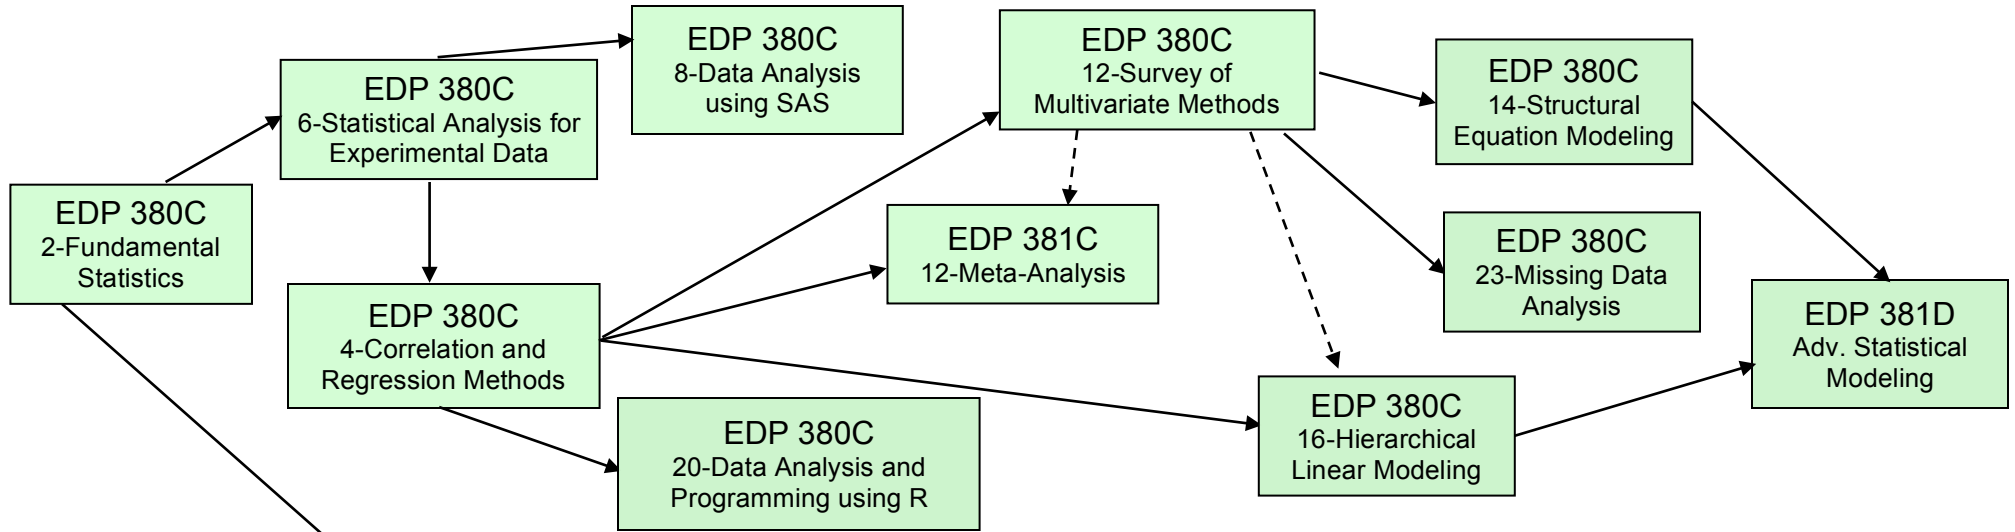 EDP 380C
2-Fundamental
Statistics
EDP 380C
6-Statistical Analysis for
Experimental Data
EDP 380C
8-Data Analysis
using SAS
EDP 380C
4-Correlation and
Regression Methods
EDP 380C
20-Data Analysis and
Programming using R
EDP 380C
12-Survey of
Multivariate Methods
EDP 381C
12-Meta-Analysis
EDP 380C
14-Structural
Equation Modeling
EDP 380C
23-Missing Data
Analysis
EDP 380C
16-Hierarchical
Linear Modeling
EDP 381D
Adv. Statistical
Modeling